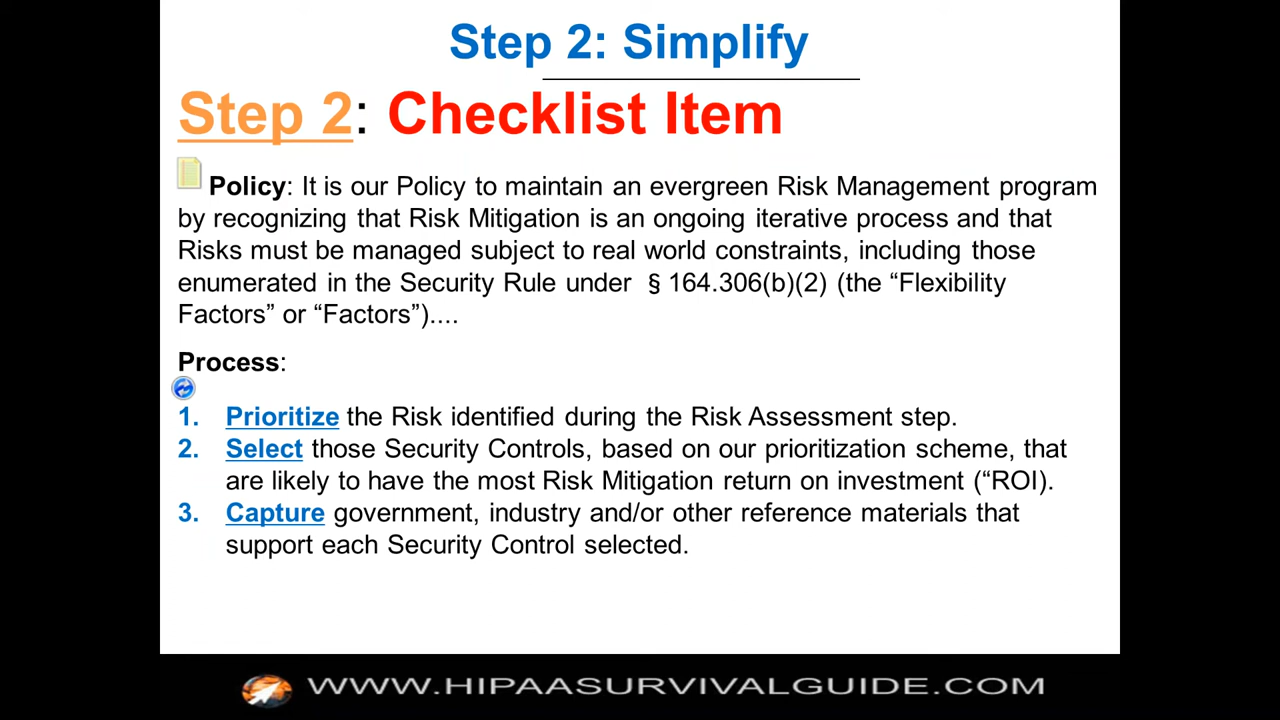 Step 2: Simplify
Step 2: Checklist Item
Policy: It is our Policy to maintain an evergreen Risk Management program
by recognizing that Risk Mitigation is an ongoing iterative process and that
Risks must be managed subject to real world constraints, including those
enumerated in the Security Rule under § 164.306(b)(2) (the “Flexibility
Factors” or “Factors”)....
Process:
1. Prioritize the Risk identified during the Risk Assessment step.
2. Select those Security Controls, based on our prioritization scheme, that
are likely to have the most Risk Mitigation return on investment (“ROI).
3. Capture government, industry and/or other reference materials that
support each Security Control selected.
WWW.HIPAASURVIVALGUIDE.COM